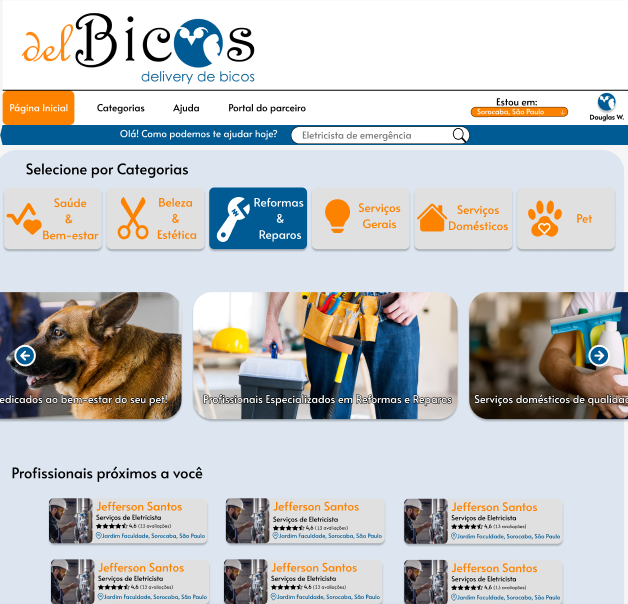 delBicos
delivery de bicos
Página Inicial
Categorias
Ajuda
Portal do parceiro
Estou em:
Sorocaba, São Paulo
Douglas W.
Olá! Como podemos te ajudar hoje?
Eletricista de emergência
Selecione por Categorias
Saúde
&
Bem-estar
Beleza
&
Estética
Reformas
&
Reparos
Serviços
Gerais
Serviços
Domésticos
Pet
edicados ao bem-estar do seu pet!
Profissionais Especializados em Reformas e Reparos
Serviços domésticos de qualidad
Profissionais próximos a você
Jefferson Santos
Serviços de Eletricista
4,6 (13 avaliações)
Jardim Faculdade, Sorocaba, São Paulo
Jefferson Santos
Serviços de Eletricista
4,6 (13 avaliações)
Jardim Faculdade, Sorocaba, São Paulo
Jefferson Santos
Serviços de Eletricista
4,6 (13 avaliações)
Jardim Faculdade, Sorocaba, São Paulo
Jefferson Santos
Serviços de Eletricista
4,6 (13 avaliações)
Jardim Faculdade, Sorocaba, São Paulo
Jefferson Santos
Serviços de Eletricista
4,6 (13 avaliações)
Jardim Faculdade, Sorocaba, São Paulo
Jefferson Santos
Serviços de Eletricista
4,6 (13 avaliações)
Jardim Faculdade, Sorocaba, São Paulo